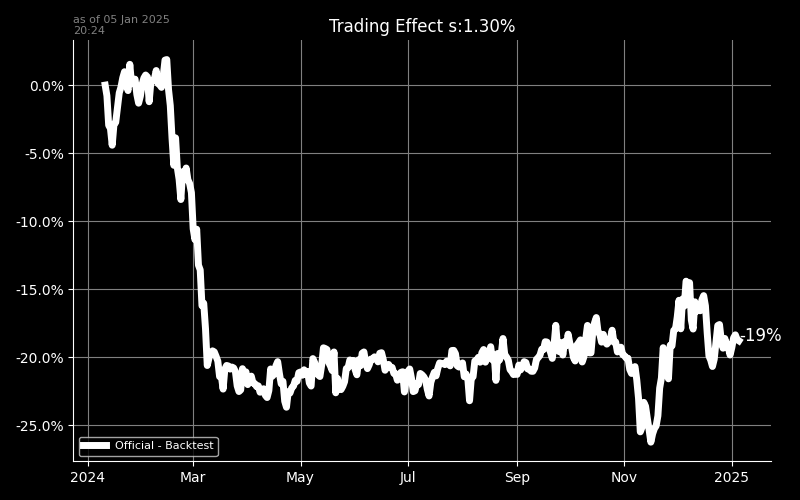 as of 05 Jan 2025
20:24
Trading Effect s:1.30%
0.0%
-5.0%
-10.0%
-15.0%
-19%
-20.0%
-25.0%
Official - Backtest
2024 Mar May Jul Sep Nov 2025